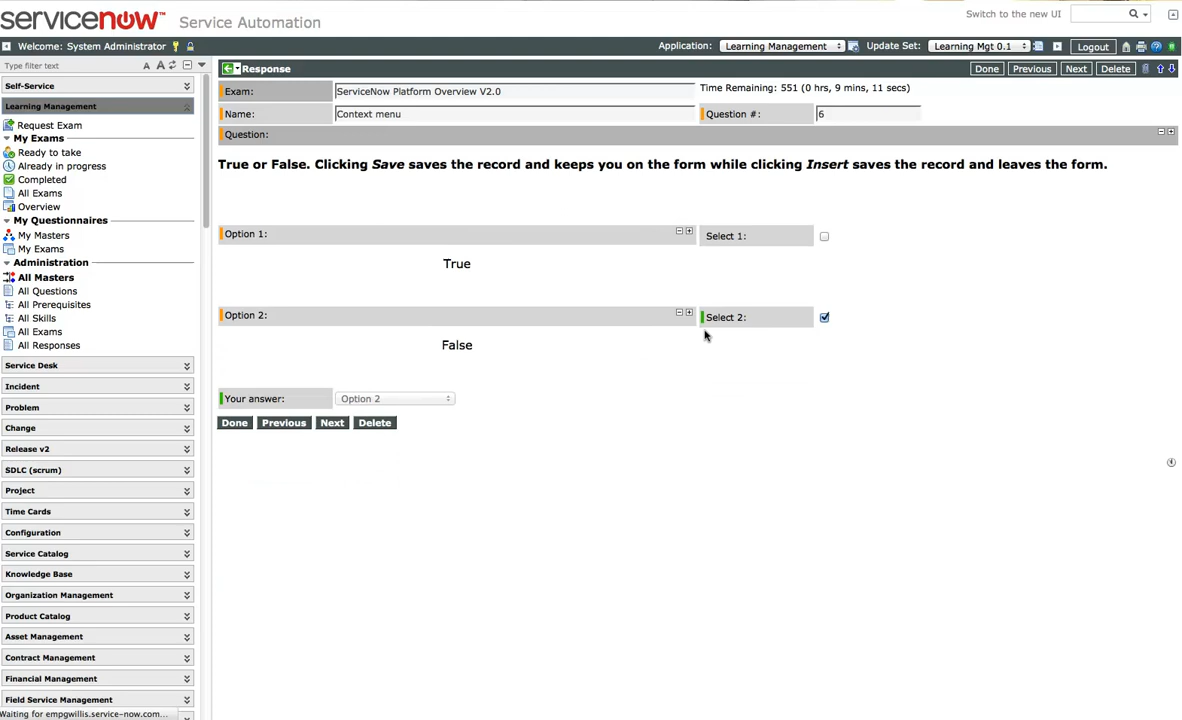 servicenow™ Service Automation
Switch to the new UI
Welcome: System Administrator
Application: Learning Management
Update Set: Learning Mgt 0.1
Logout
Type filter text
A A
Self-Service
Learning Management
Request Exam
My Exams
Ready to take
Already in progress
Completed
All Exams
Overview
My Questionnaires
My Masters
My Exams
Administration
All Masters
All Questions
All Prerequisites
All Skills
All Exams
All Responses
Service Desk
Incident
Problem
Change
Release v2
SDLC (scrum)
Project
Time Cards
Configuration
Service Catalog
Knowledge Base
Organization Management
Product Catalog
Asset Management
Contract Management
Financial Management
Field Service Management
Waiting for empgwillis.service-now.com...
Response
Done Previous Next Delete
Exam: ServiceNow Platform Overview V2.0
Time Remaining: 551 (0 hrs, 9 mins, 11 secs)
Name: Context menu
Question #: 6
Question:
True or False. Clicking Save saves the record and keeps you on the form while clicking Insert saves the record and leaves the form.
Option 1:
Select 1:
True
Option 2:
Select 2:
False
Your answer: Option 2
Done Previous Next Delete